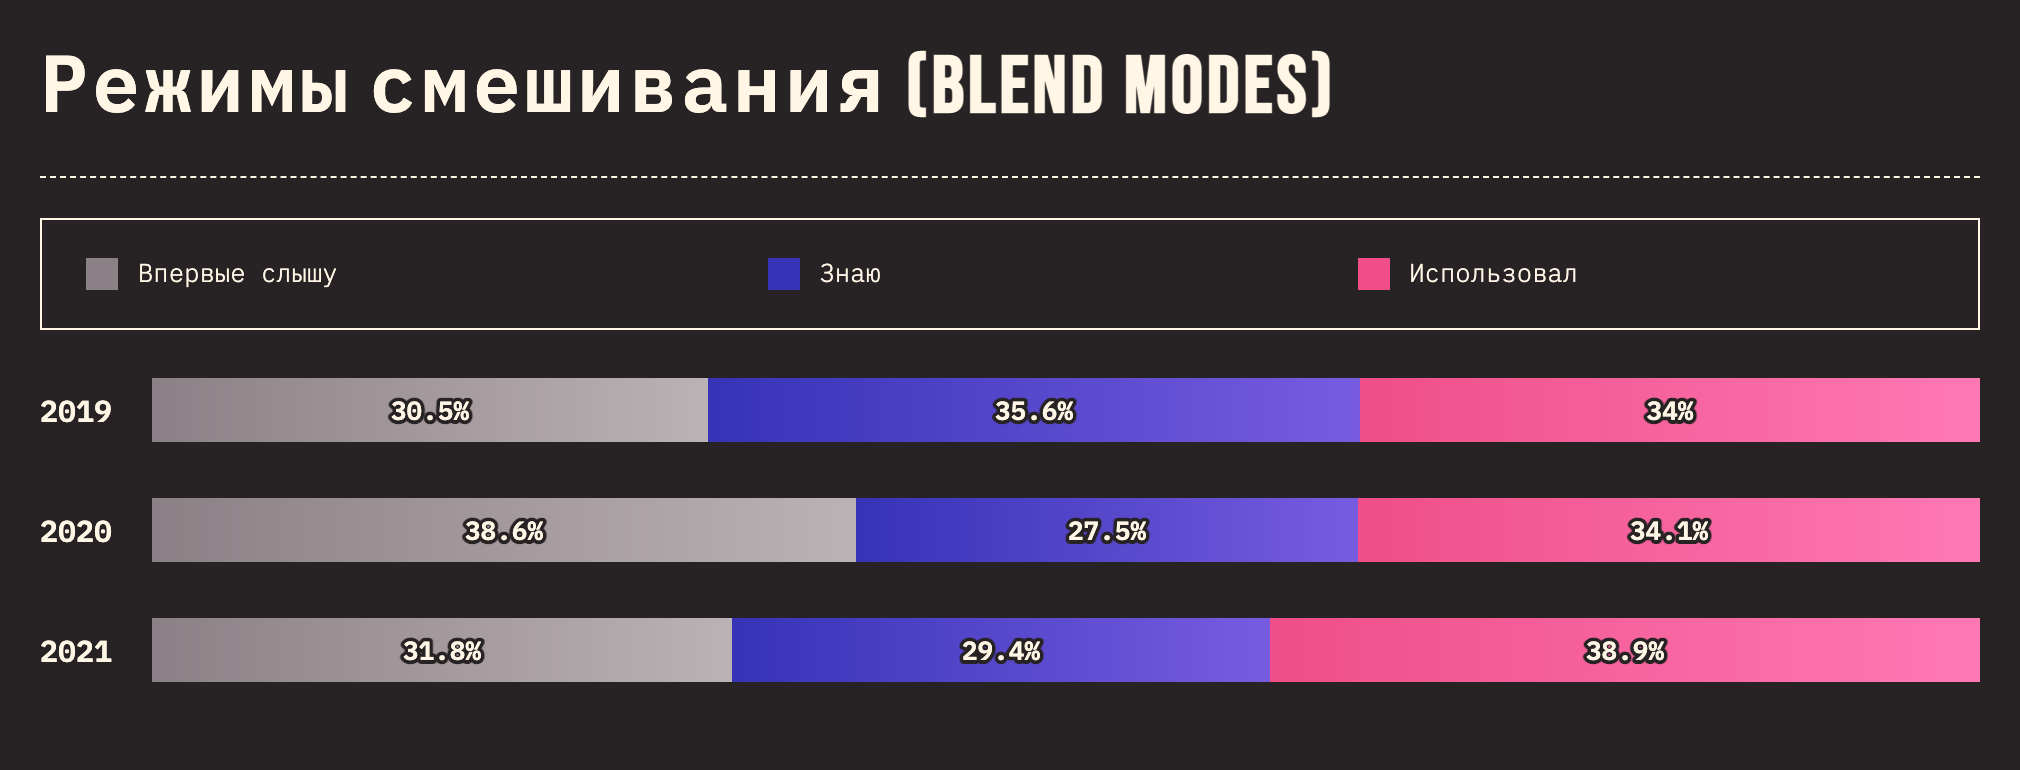 Режимы смешивания (BLEND MODES)
Впервые слышу Знаю Использовал
2019 30.5% 35.6% 34%
2020 38.6% 27.5% 34.1%
2021 31.8% 29.4% 38.9%